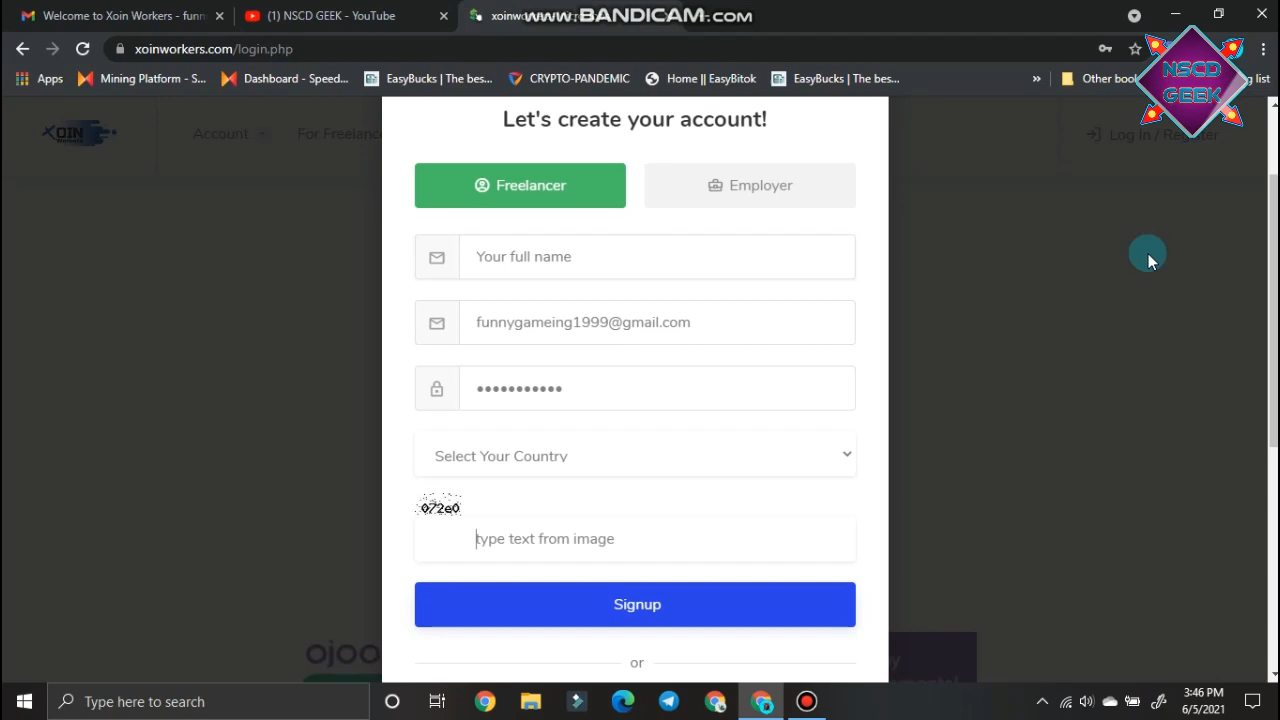 Welcome to Xoin Workers - funn
(1) NSCD GEEK - YouTube
WWW.BANDICAM.COM
xoinworkers.com/login.php
Apps
Mining Platform - S...
Dashboard - Speed...
EasyBucks | The bes...
CRYPTO-PANDEMIC
Home || EasyBitok
EasyBucks | The bes...
»
NSCD
GEEK
XOIN
Account
For Freelanc
Log In / Register
Let's create your account!
Freelancer
Employer
Your full name
funnygameing1999@gmail.com
•••••••••••
Select Your Country
072e0
type text from image
Signup
or
ojoo
Type here to search
3:46 PM
6/5/2021